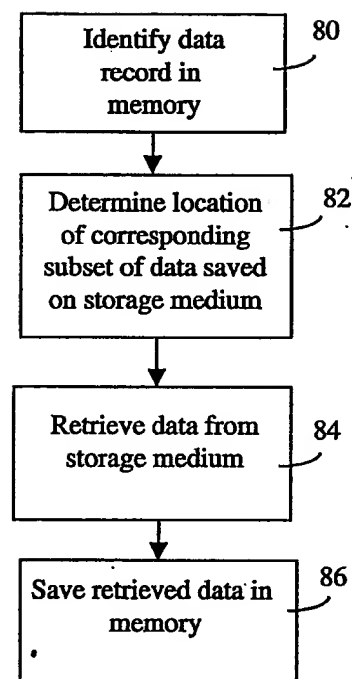 Identify data
record in
memory
80
Determine location
of corresponding
subset of data saved
on storage medium
82
Retrieve data from
storage medium
84
Save retrieved data in
memory
86